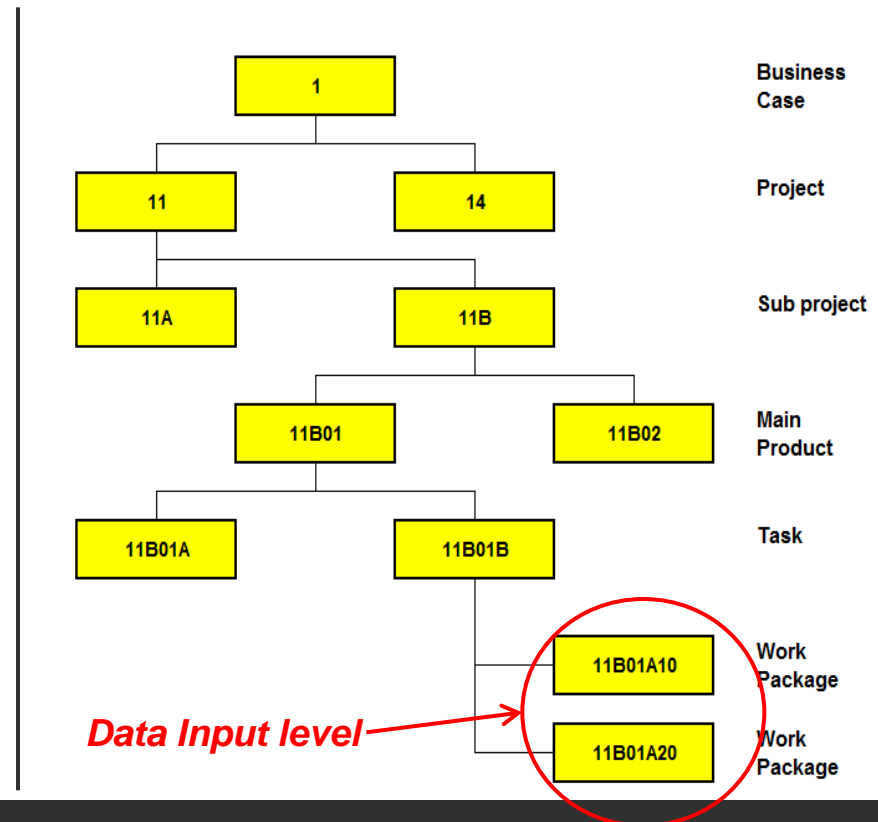 1
Business
Case
11
14
Project
11A
11B
Sub project
11B01
11B02
Main
Product
11B01A
11B01B
Task
11B01A10
Work
Package
Data Input level
11B01A20
Work
Package